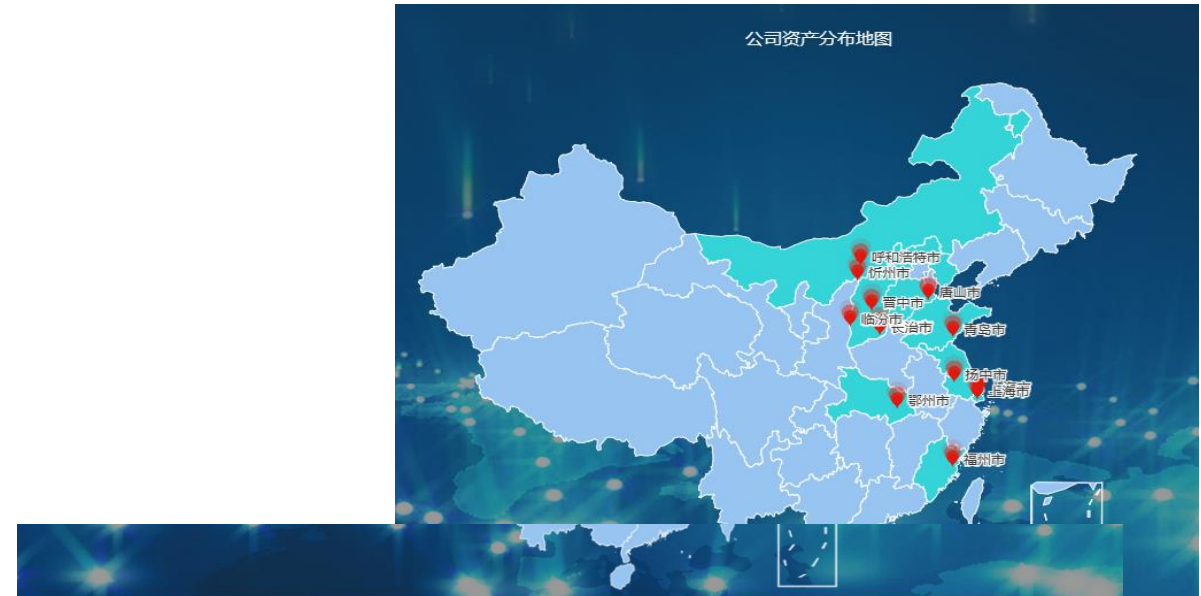 公司资产分布地图
呼和浩特市
忻州市
唐山市
晋中市
临汾市
长治市
青岛市
扬中市
上海市
鄂州市
福州市